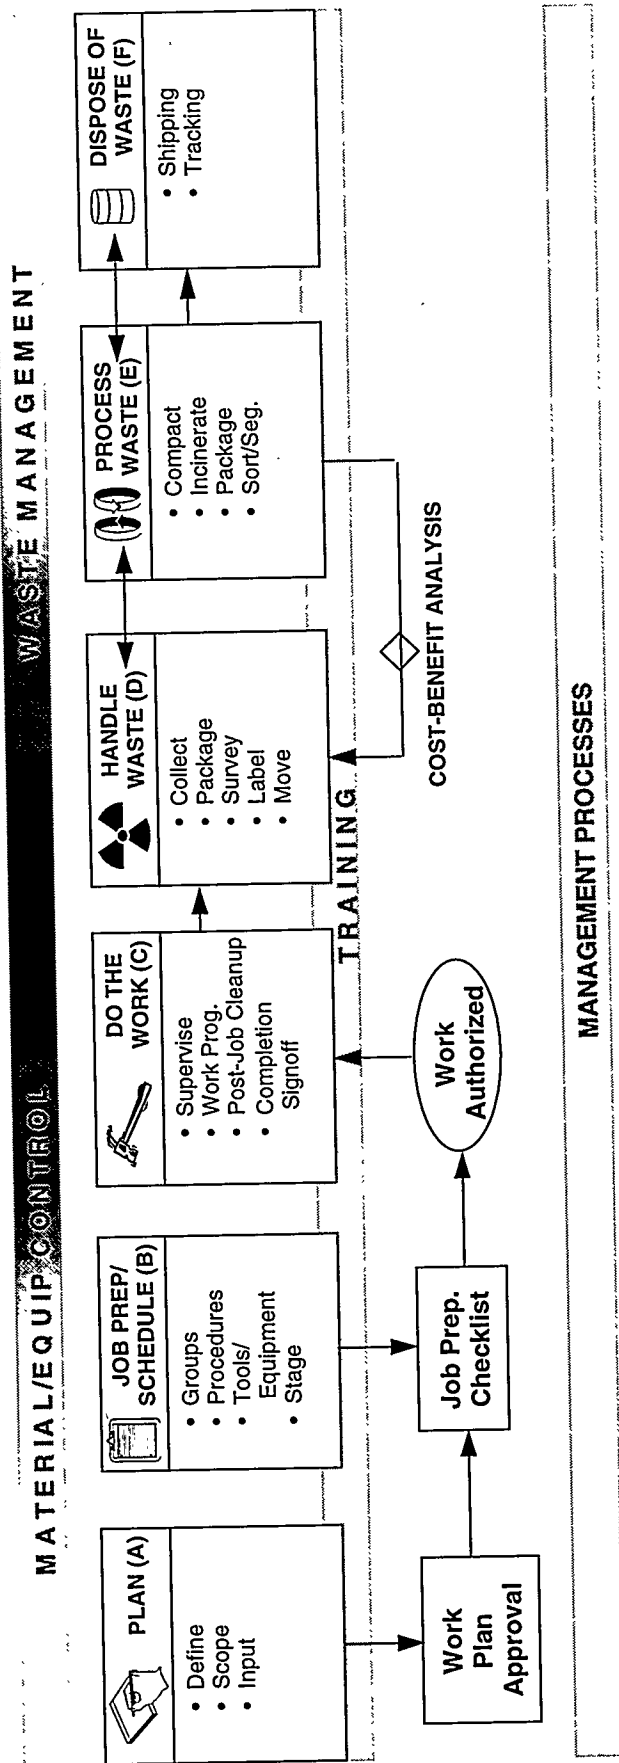 MATERIAL/EQUIP CONTROL
WASTE MANAGEMENT
PLAN (A)
• Define
• Scope
• Input
JOB PREP/
SCHEDULE (B)
• Groups
• Procedures
• Tools/
Equipment
• Stage
DO THE
WORK (C)
• Supervise
• Work Prog.
• Post-Job Cleanup
• Completion
Signoff
HANDLE
WASTE (D)
• Collect
• Package
• Survey
• Label
• Move
PROCESS
WASTE (E)
• Compact
• Incinerate
• Package
• Sort/Seg.
DISPOSE OF
WASTE (F)
• Shipping
• Tracking
TRAINING
Work
Plan
Approval
Job Prep.
Checklist
Work
Authorized
COST-BENEFIT ANALYSIS
MANAGEMENT PROCESSES